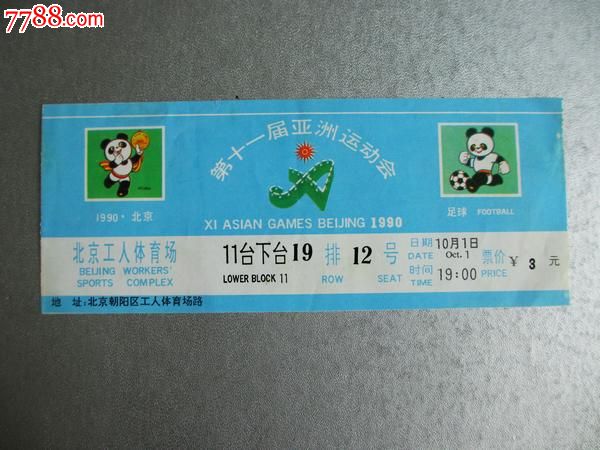 7788.com
第十一届亚洲运动会
1990·北京
XI ASIAN GAMES BEIJING 1990
足球 FOOTBALL
北京工人体育场
BEIJING WORKERS'
SPORTS COMPLEX
11台下台19 排 12 号
LOWER BLOCK 11 ROW SEAT
日期 10月1日
DATE Oct. 1
时间 19:00
TIME
票价 ¥ 3 元
PRICE
地 址:北京朝阳区工人体育场路